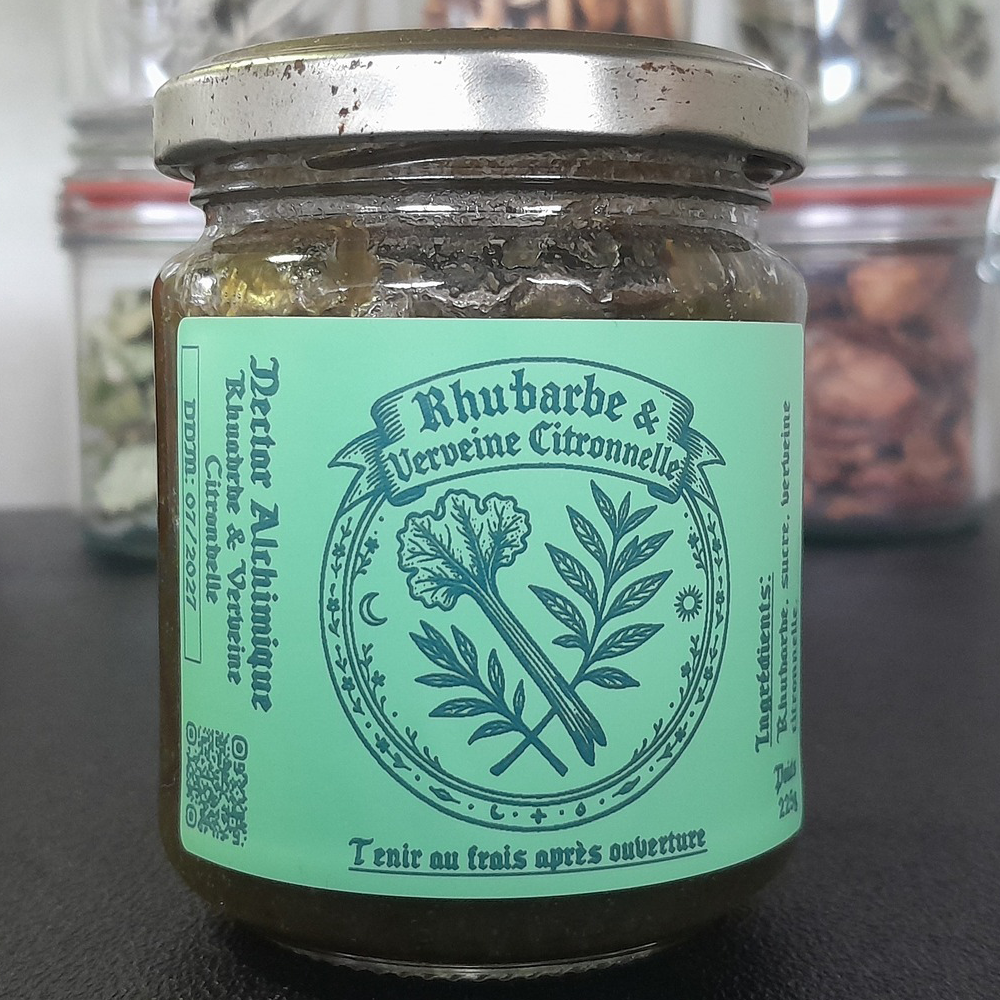 Nectar Alchimique
Rhubarbe & Verveine
Citronnelle
DDM: 07/2027
Rhubarbe &
Verveine Citronnelle
Tenir au frais après ouverture
Ingrédients:
Rhubarbe, sucre, verveine
citronnelle.
Poids